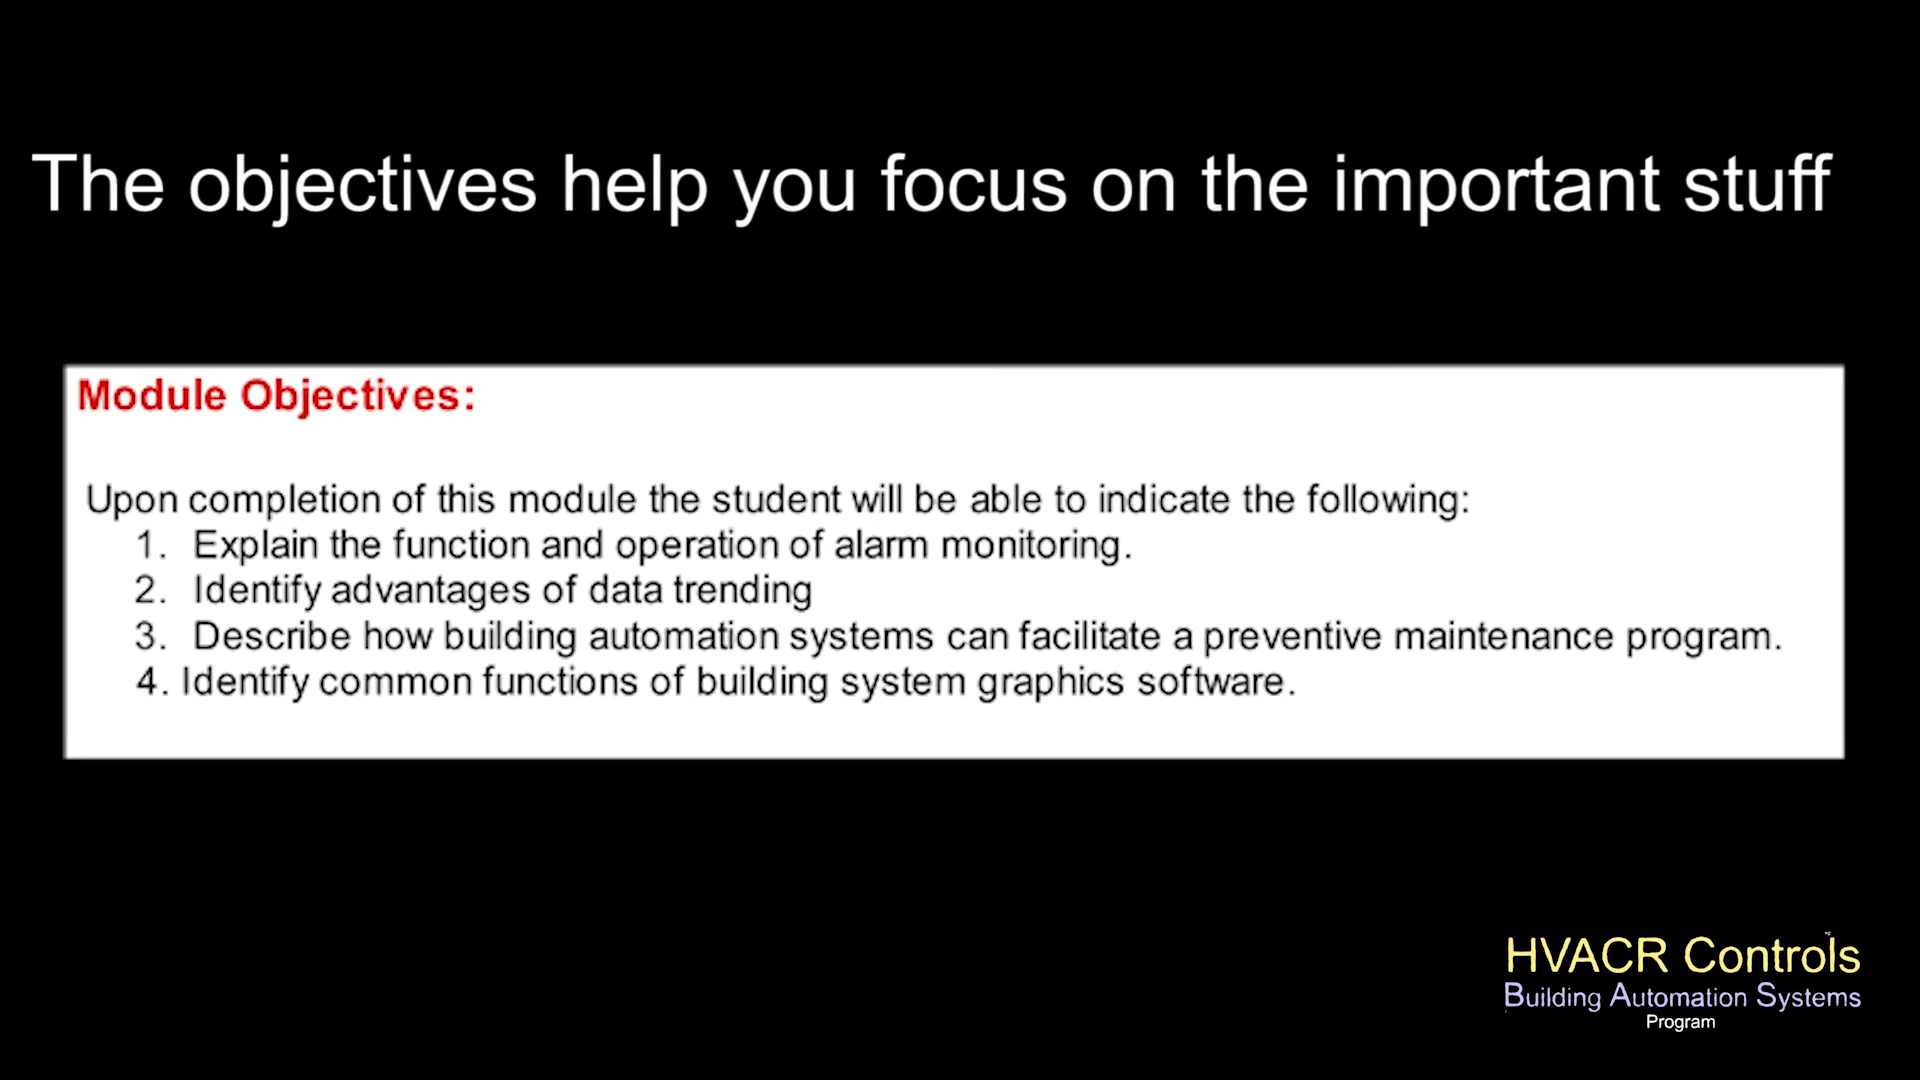 The objectives help you focus on the important stuff
Module Objectives:
Upon completion of this module the student will be able to indicate the following:
1. Explain the function and operation of alarm monitoring.
2. Identify advantages of data trending
3. Describe how building automation systems can facilitate a preventive maintenance program.
4. Identify common functions of building system graphics software.
HVACR Controls
Building Automation Systems
Program